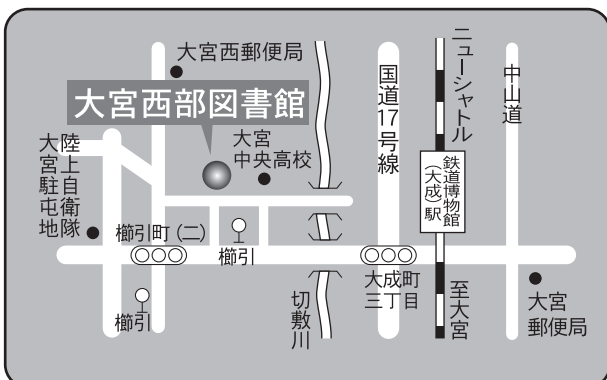 大宮西郵便局
大宮西部図書館
大宮
中央高校
陸上自衛隊
大宮駐屯地
櫛引町（二）
櫛引
櫛引
切敷川
国道17号線
大成町
三丁目
ニューシャトル
鉄道博物館
（大成）駅
至大宮
中山道
大宮
郵便局